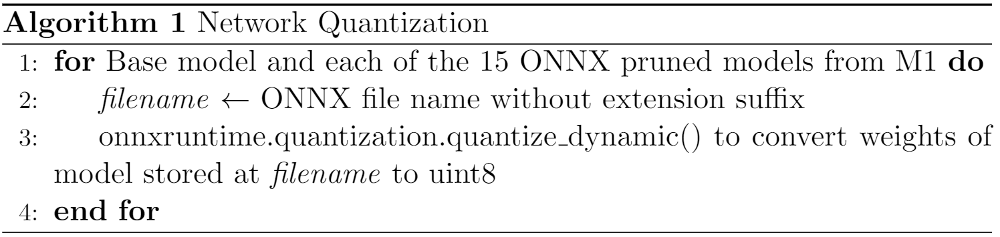 Algorithm 1 Network Quantization
1: for Base model and each of the 15 ONNX pruned models from M1 do
2: filename ← ONNX file name without extension suffix
3: onnxruntime.quantization.quantize_dynamic() to convert weights of
model stored at filename to uint8
4: end for